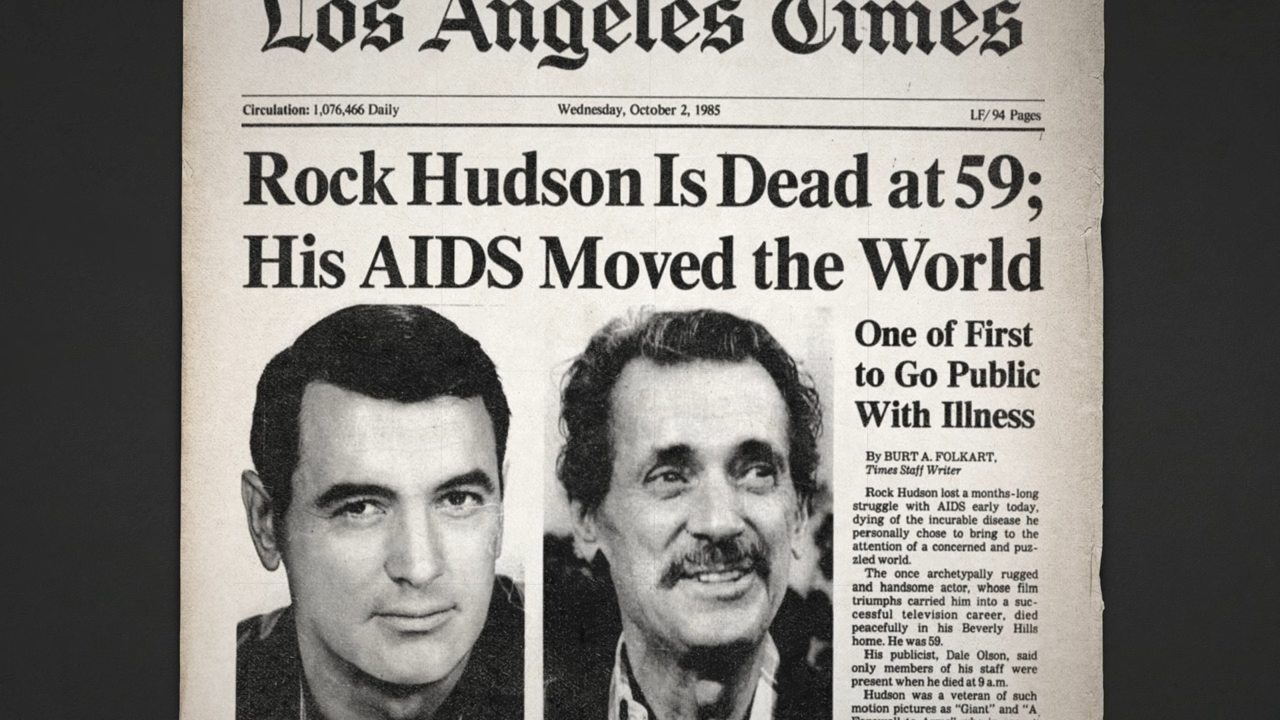 Los Angeles Times
Circulation: 1,076,466 Daily
Wednesday, October 2, 1985
LF/ 94 Pages
Rock Hudson Is Dead at 59;
His AIDS Moved the World
One of First
to Go Public
With Illness
By BURT A. FOLKART,
Times Staff Writer
Rock Hudson lost a months-long
struggle with AIDS early today,
dying of the incurable disease he
personally chose to bring to the
attention of a concerned and puz-
zled world.
The once archetypally rugged
and handsome actor, whose film
triumphs carried him into a suc-
cessful television career, died
peacefully in his Beverly Hills
home. He was 59.
His publicist, Dale Olson, said
only members of his staff were
present when he died at 9 a.m.
Hudson was a veteran of such
motion pictures as "Giant" and "A